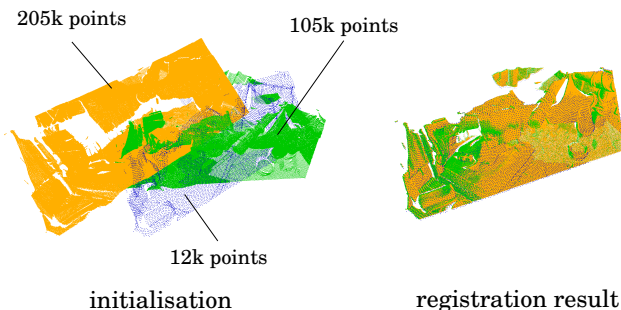 205k points
105k points
12k points
initialisation
registration result